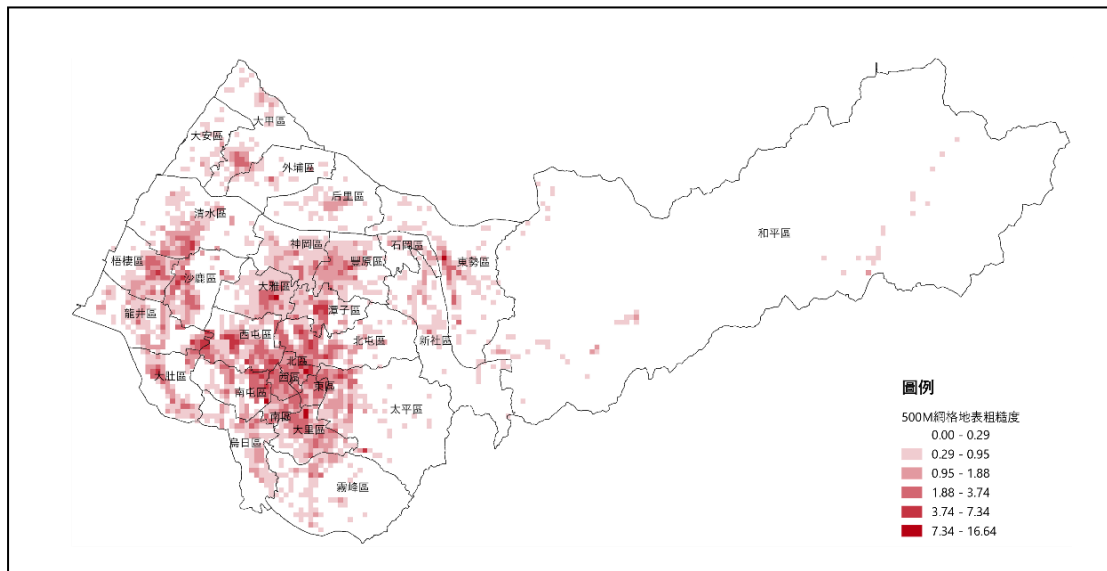 大平區
大安區
外埔區
后里區
清水區
神岡區
石岡區
和平區
梧棲區
豐原區
東勢區
沙鹿區
大雅區
龍井區
潭子區
西屯區
北屯區
新社區
北區
大肚區
西區
東區
南屯區
太平區
南區
大里區
烏日區
霧峰區
圖例
500M網格地表粗糙度
0.00 - 0.29
0.29 - 0.95
0.95 - 1.88
1.88 - 3.74
3.74 - 7.34
7.34 - 16.64